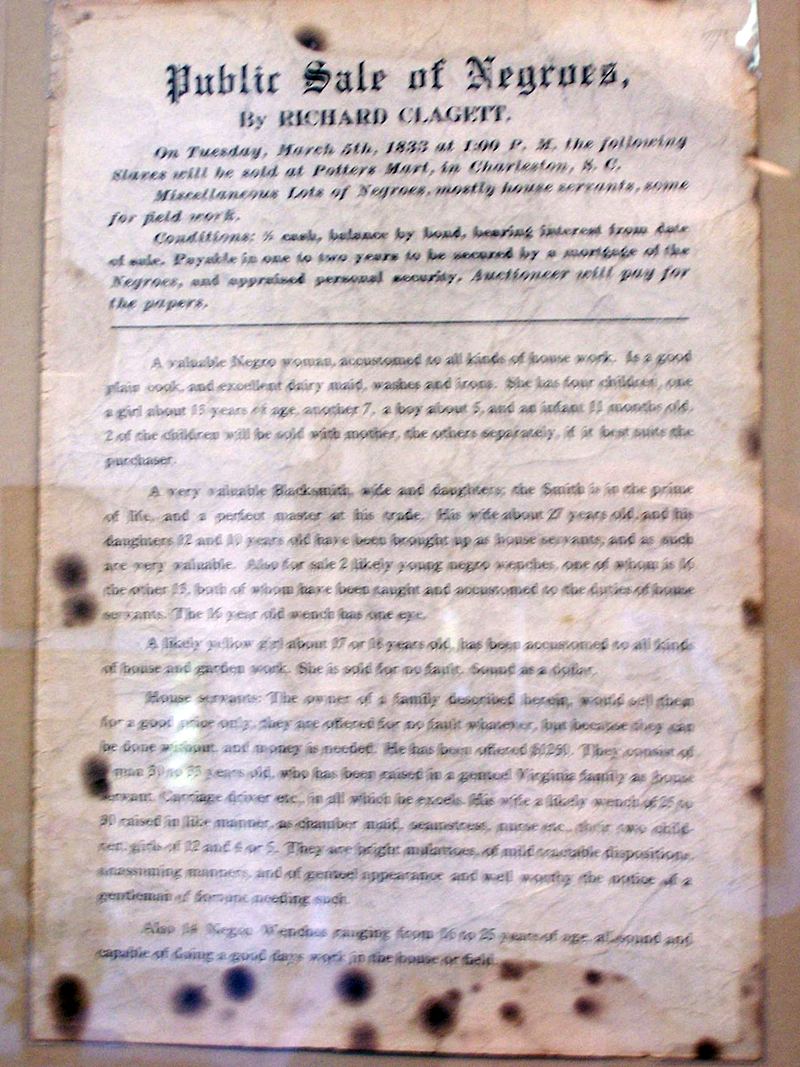 Public Sale of Negroes,
By RICHARD CLAGETT.
On Tuesday, March 5th, 1833 at 1:00 P. M. the following
Slaves will be sold at Potters Mart, in Charleston, S. C.
Miscellaneous Lots of Negroes, mostly house servants, some
for field work.
Conditions: ½ cash, balance by bond, bearing interest from date
of sale. Payable in one to two years to be secured by a mortgage of the
Negroes, and appraised personal security. Auctioneer will pay for
the papers.
A valuable Negro woman, accustomed to all kinds of house work. Is a good
plain cook, and excellent dairy maid, washes and irons. She has four children, one
a girl about 13 years of age, another 7, a boy about 5, and an infant 11 months old.
2 of the children will be sold with mother, the others separately, if it best suits the
purchaser.
A very valuable Blacksmith, wife and daughters; the Smith is in the prime
of life, and a perfect master at his trade. His wife about 27 years old, and his
daughters 12 and 10 years old have been brought up as house servants, and as such
are very valuable. Also for sale 2 likely young negro wenches, one of whom is 16
the other 13, both of whom have been taught and accustomed to the duties of house
servants. The 16 year old wench has one eye.
A likely yellow girl about 17 or 18 years old, has been accustomed to all kinds
of house and garden work. She is sold for no fault. Sound as a dollar.
House servants: The owner of a family described herein, would sell them
for a good price only, they are offered for no fault whatever, but because they can
be done without, and money is needed. He has been offered $1250. They consist of
man 30 to 33 years old, who has been raised in a genteel Virginia family as house
servant, Carriage driver etc., in all which he excels. His wife a likely wench of 25 to
30 raised in like manner, as chamber maid, seamstress, nurse etc., their two child-
ren, girls of 12 and 4 or 5. They are bright mulattoes, of mild tractable dispositions,
unassuming manners, and of genteel appearance and well worthy the notice of a
gentleman of fortune needing such.
Also 14 Negro Wenches ranging from 16 to 25 years of age, all sound and
capable of doing a good days work in the house or field.